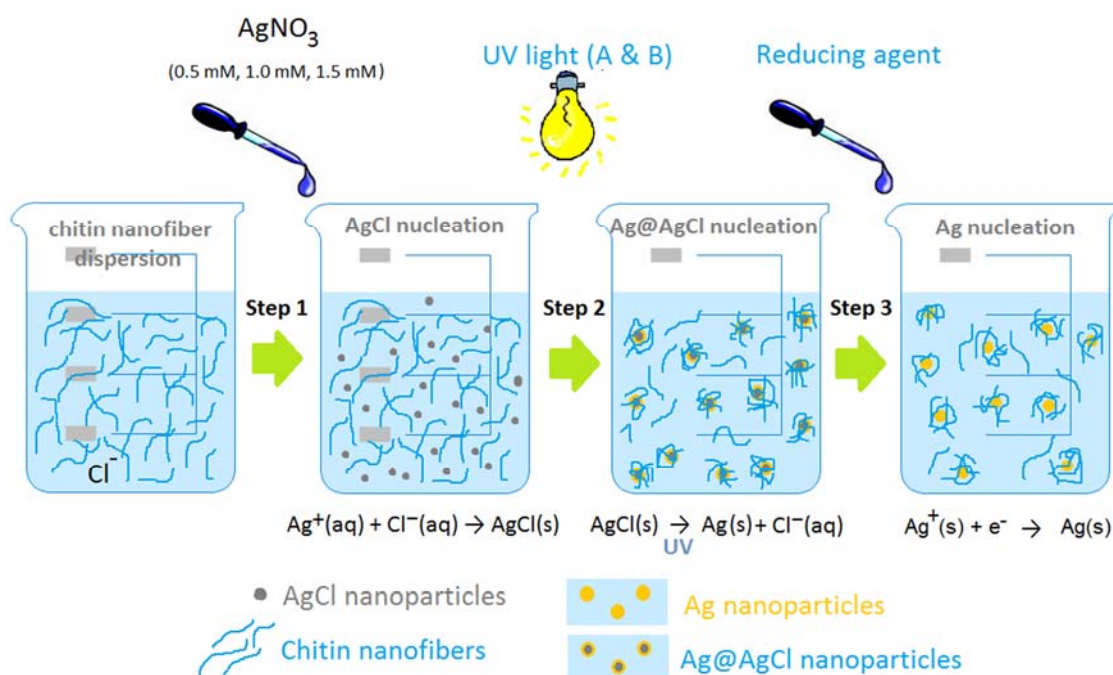 AgNO₃
(0.5 mM, 1.0 mM, 1.5 mM)
UV light (A & B)
Reducing agent
chitin nanofiber
dispersion
AgCl nucleation
Ag@AgCl nucleation
Ag nucleation
Step 1
Step 2
Step 3
Cl⁻
Ag⁺(aq) + Cl⁻(aq) → AgCl(s)
AgCl(s) → Ag(s) + Cl⁻(aq)
UV
Ag⁺(s) + e⁻ → Ag(s)
AgCl nanoparticles
Ag nanoparticles
Chitin nanofibers
Ag@AgCl nanoparticles